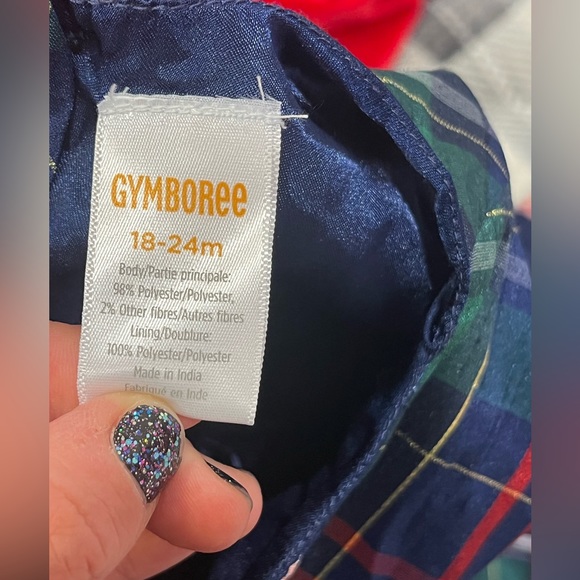 GYMBOREE
18-24m
Body/Partie principale:
98% Polyester/Polyester,
2% Other fibres/Autres fibres
Lining/Doublure:
100% Polyester/Polyester
Made in India
Fabriqué en Inde